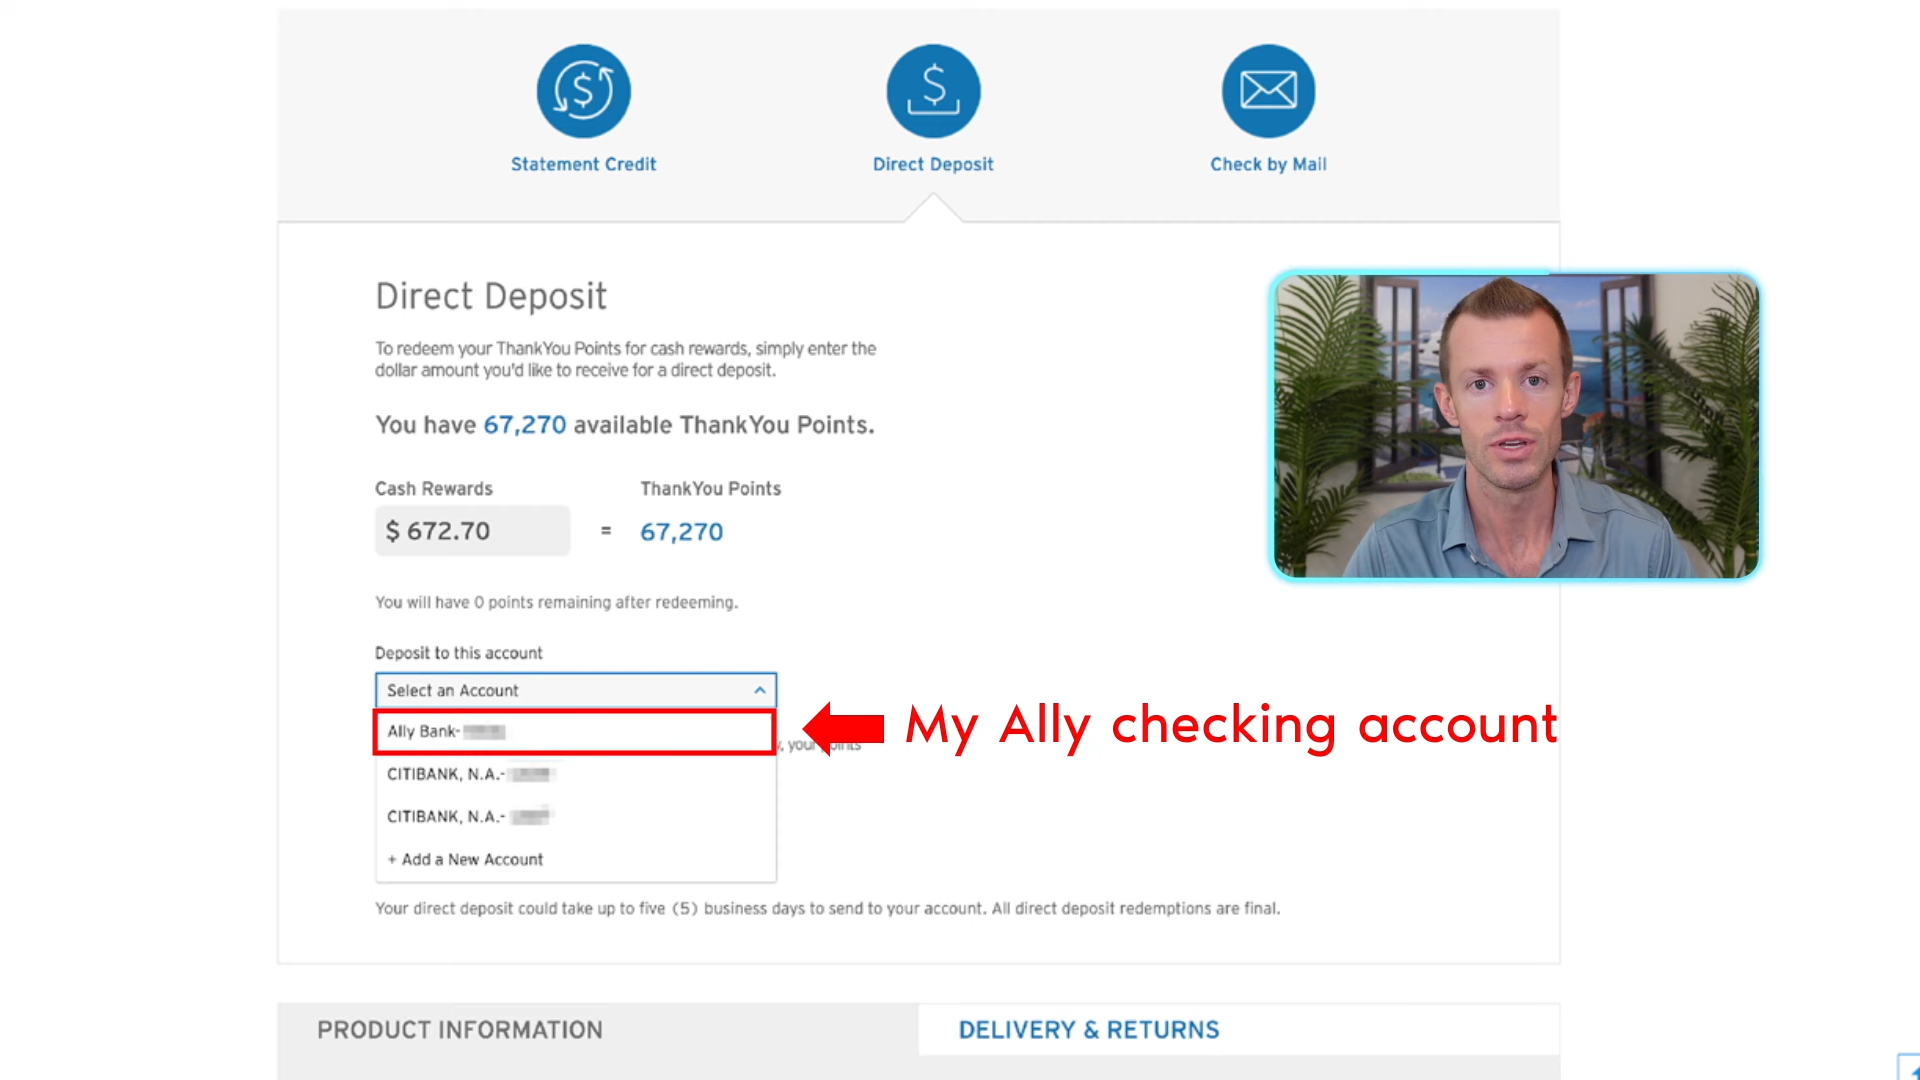 Statement Credit
Direct Deposit
Check by Mail
Direct Deposit
To redeem your ThankYou Points for cash rewards, simply enter the
dollar amount you'd like to receive for a direct deposit.
You have 67,270 available ThankYou Points.
Cash Rewards
ThankYou Points
$ 672.70
=
67,270
You will have 0 points remaining after redeeming.
Deposit to this account
Select an Account
Ally Bank-
My Ally checking account
your points
CITIBANK, N.A.-
CITIBANK, N.A.-
+ Add a New Account
Your direct deposit could take up to five (5) business days to send to your account. All direct deposit redemptions are final.
PRODUCT INFORMATION
DELIVERY & RETURNS